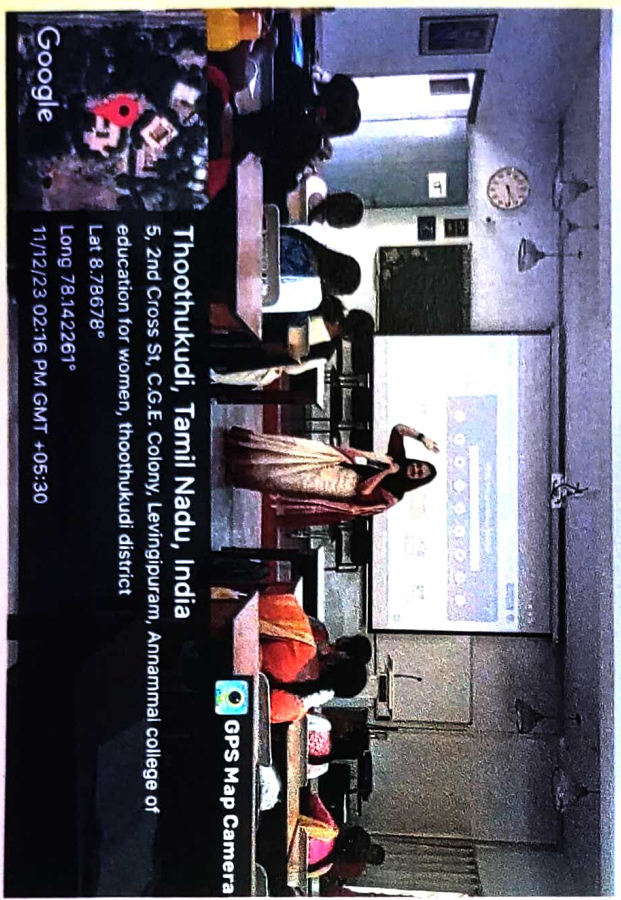 GPS Map Camera
Thoothukudi, Tamil Nadu, India
5, 2nd Cross St, C.G.E. Colony, Levingipuram, Annammal college of
education for women, thoothukudi district
Lat 8.78678°
Long 78.142261°
11/12/23 02:16 PM GMT +05:30
Google